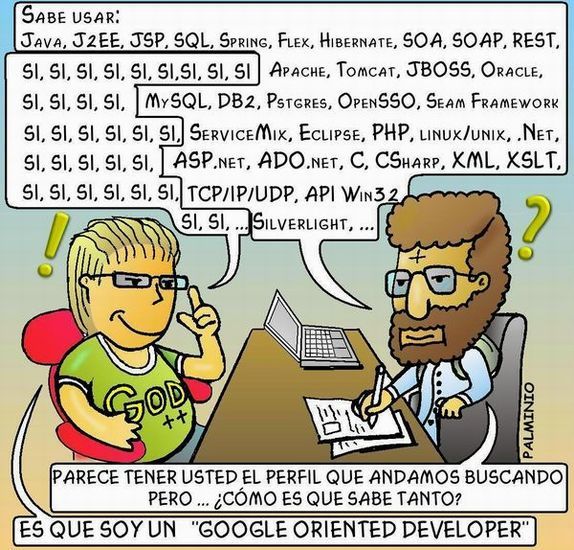 SABE USAR:
JAVA, J2EE, JSP, SQL, SPRING, FLEX, HIBERNATE, SOA, SOAP, REST,
SI, SI, SI, SI, SI, SI,SI, SI, SI
APACHE, TOMCAT, JBOSS, ORACLE,
SI, SI, SI, SI,
MYSQL, DB2, PSTGRES, OPENSSO, SEAM FRAMEWORK
SI, SI, SI, SI, SI, SI,
SERVICEMIX, ECLIPSE, PHP, LINUX/UNIX, .NET,
SI, SI, SI, SI, SI,
ASP.NET, ADO.NET, C, CSHARP, XML, XSLT,
SI, SI, SI, SI, SI, SI,
TCP/IP/UDP, API WIN32
SI, SI, ...
SILVERLIGHT, ...
!
?
GOD
++
PALMINIO
PARECE TENER USTED EL PERFIL QUE ANDAMOS BUSCANDO
PERO ... ¿CÓMO ES QUE SABE TANTO?
ES QUE SOY UN "GOOGLE ORIENTED DEVELOPER"